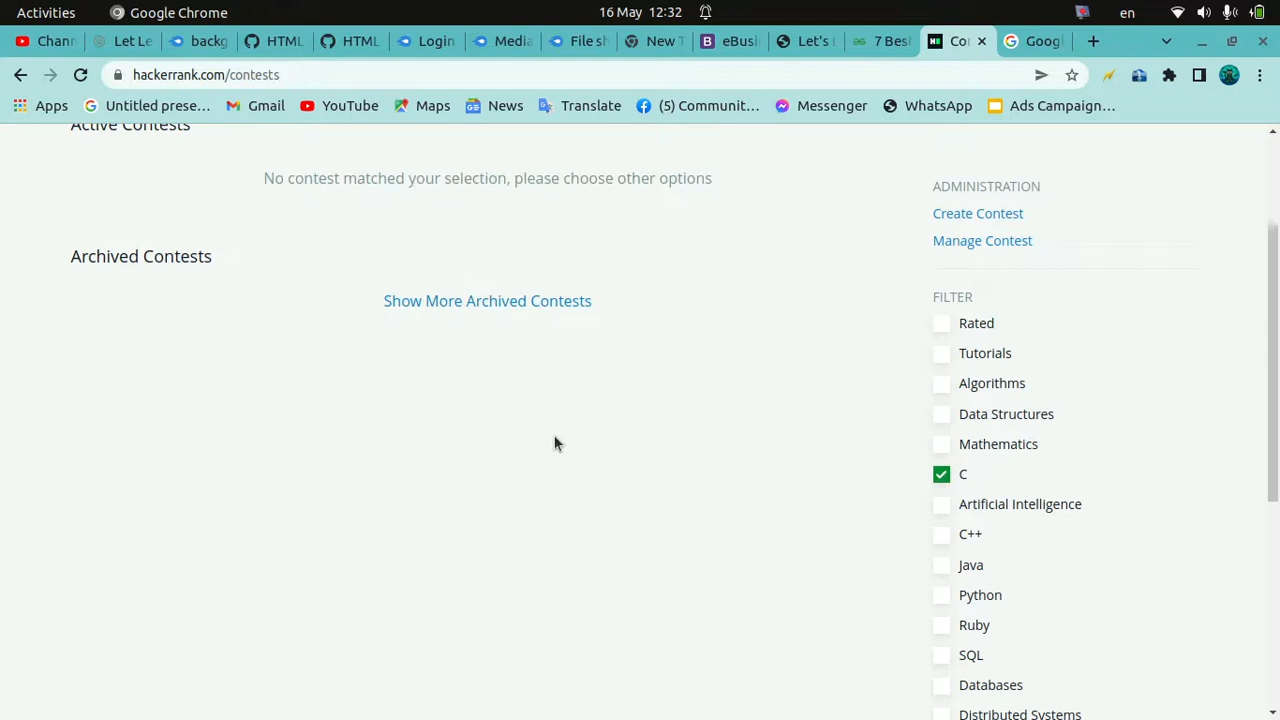 Activities Google Chrome 16 May 12:32 en
Chann Let Le backg HTML HTML Login Media File sh New T eBusi Let's L 7 Best Con Googl
hackerrank.com/contests
Apps Untitled prese... Gmail YouTube Maps News Translate (5) Communit... Messenger WhatsApp Ads Campaign...
Active Contests
No contest matched your selection, please choose other options
Archived Contests
Show More Archived Contests
ADMINISTRATION
Create Contest
Manage Contest
FILTER
Rated
Tutorials
Algorithms
Data Structures
Mathematics
C
Artificial Intelligence
C++
Java
Python
Ruby
SQL
Databases
Distributed Systems